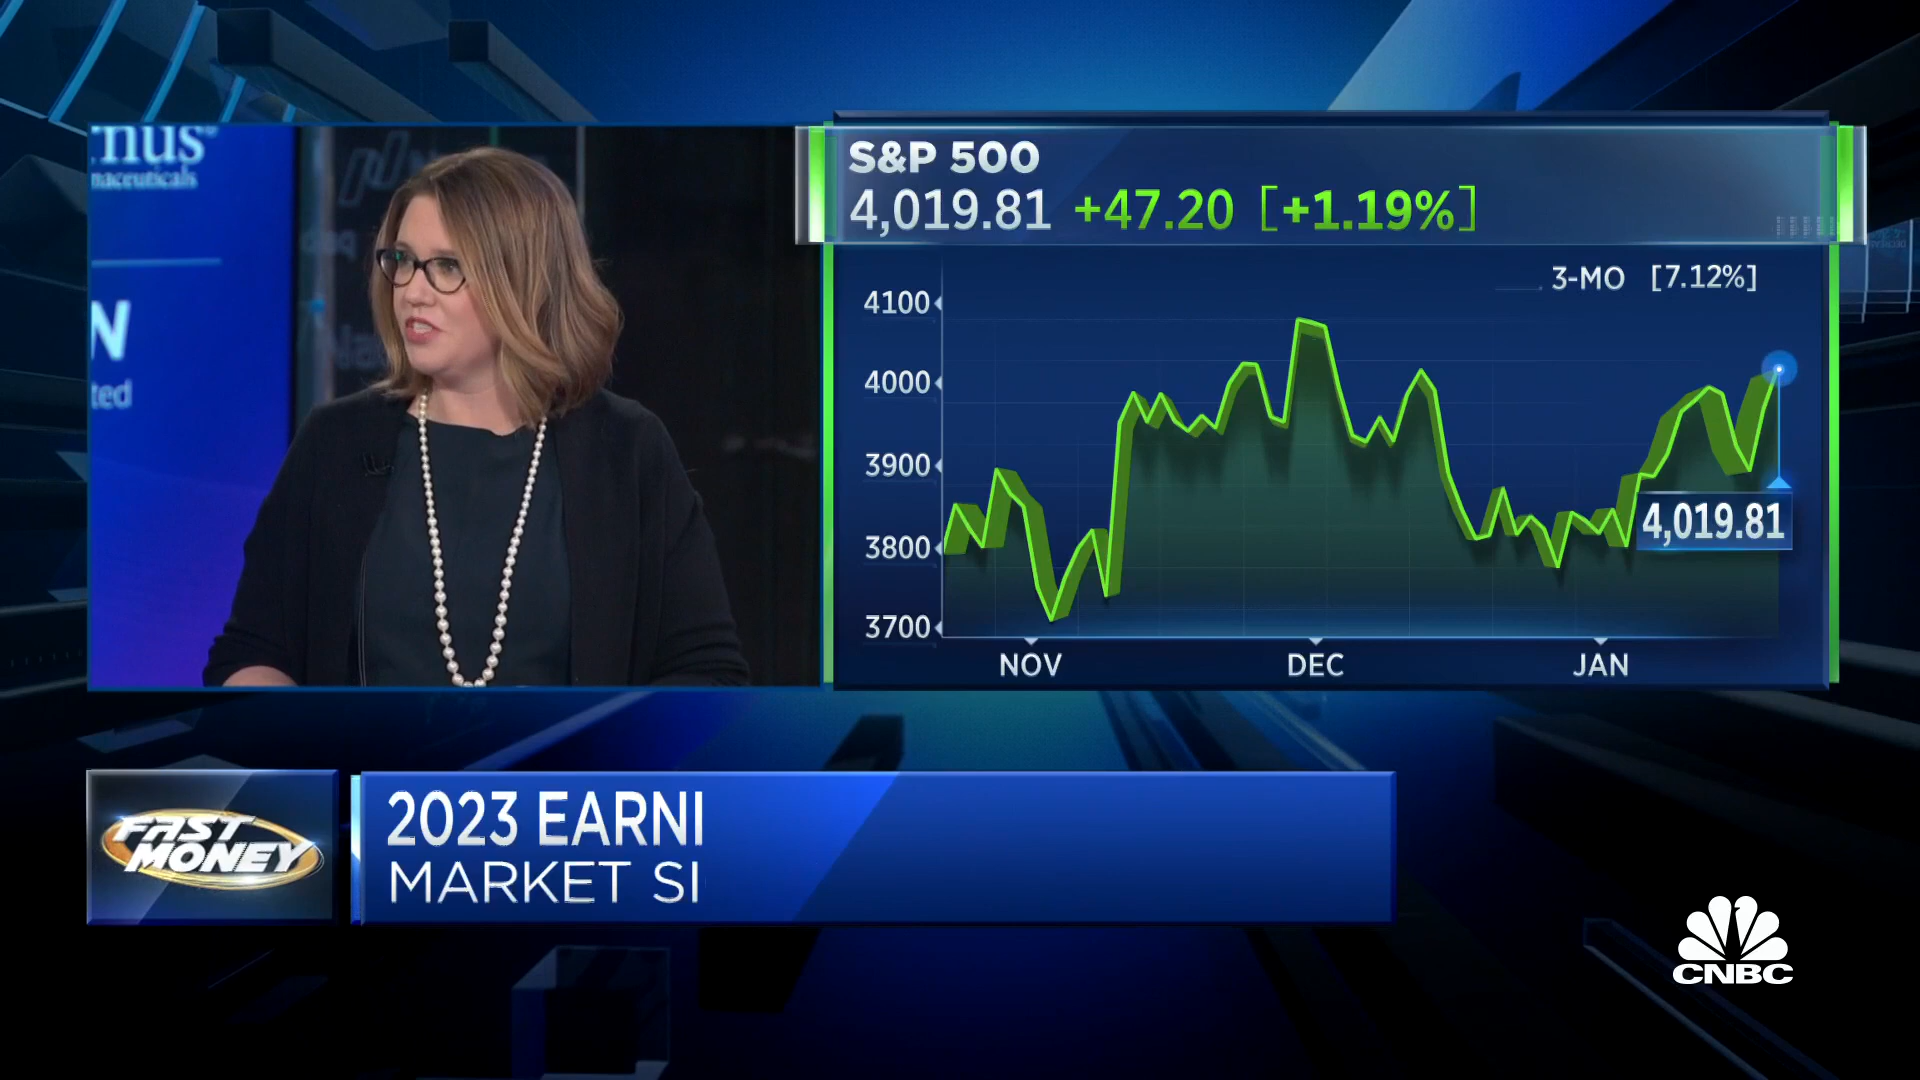 nus®
naceuticals
N
ted
S&P 500
4,019.81 +47.20 [+1.19%]
3-MO [7.12%]
4100
4000
3900
3800
3700
4,019.81
NOV DEC JAN
FAST
MONEY
2023 EARNI
MARKET SI
CNBC